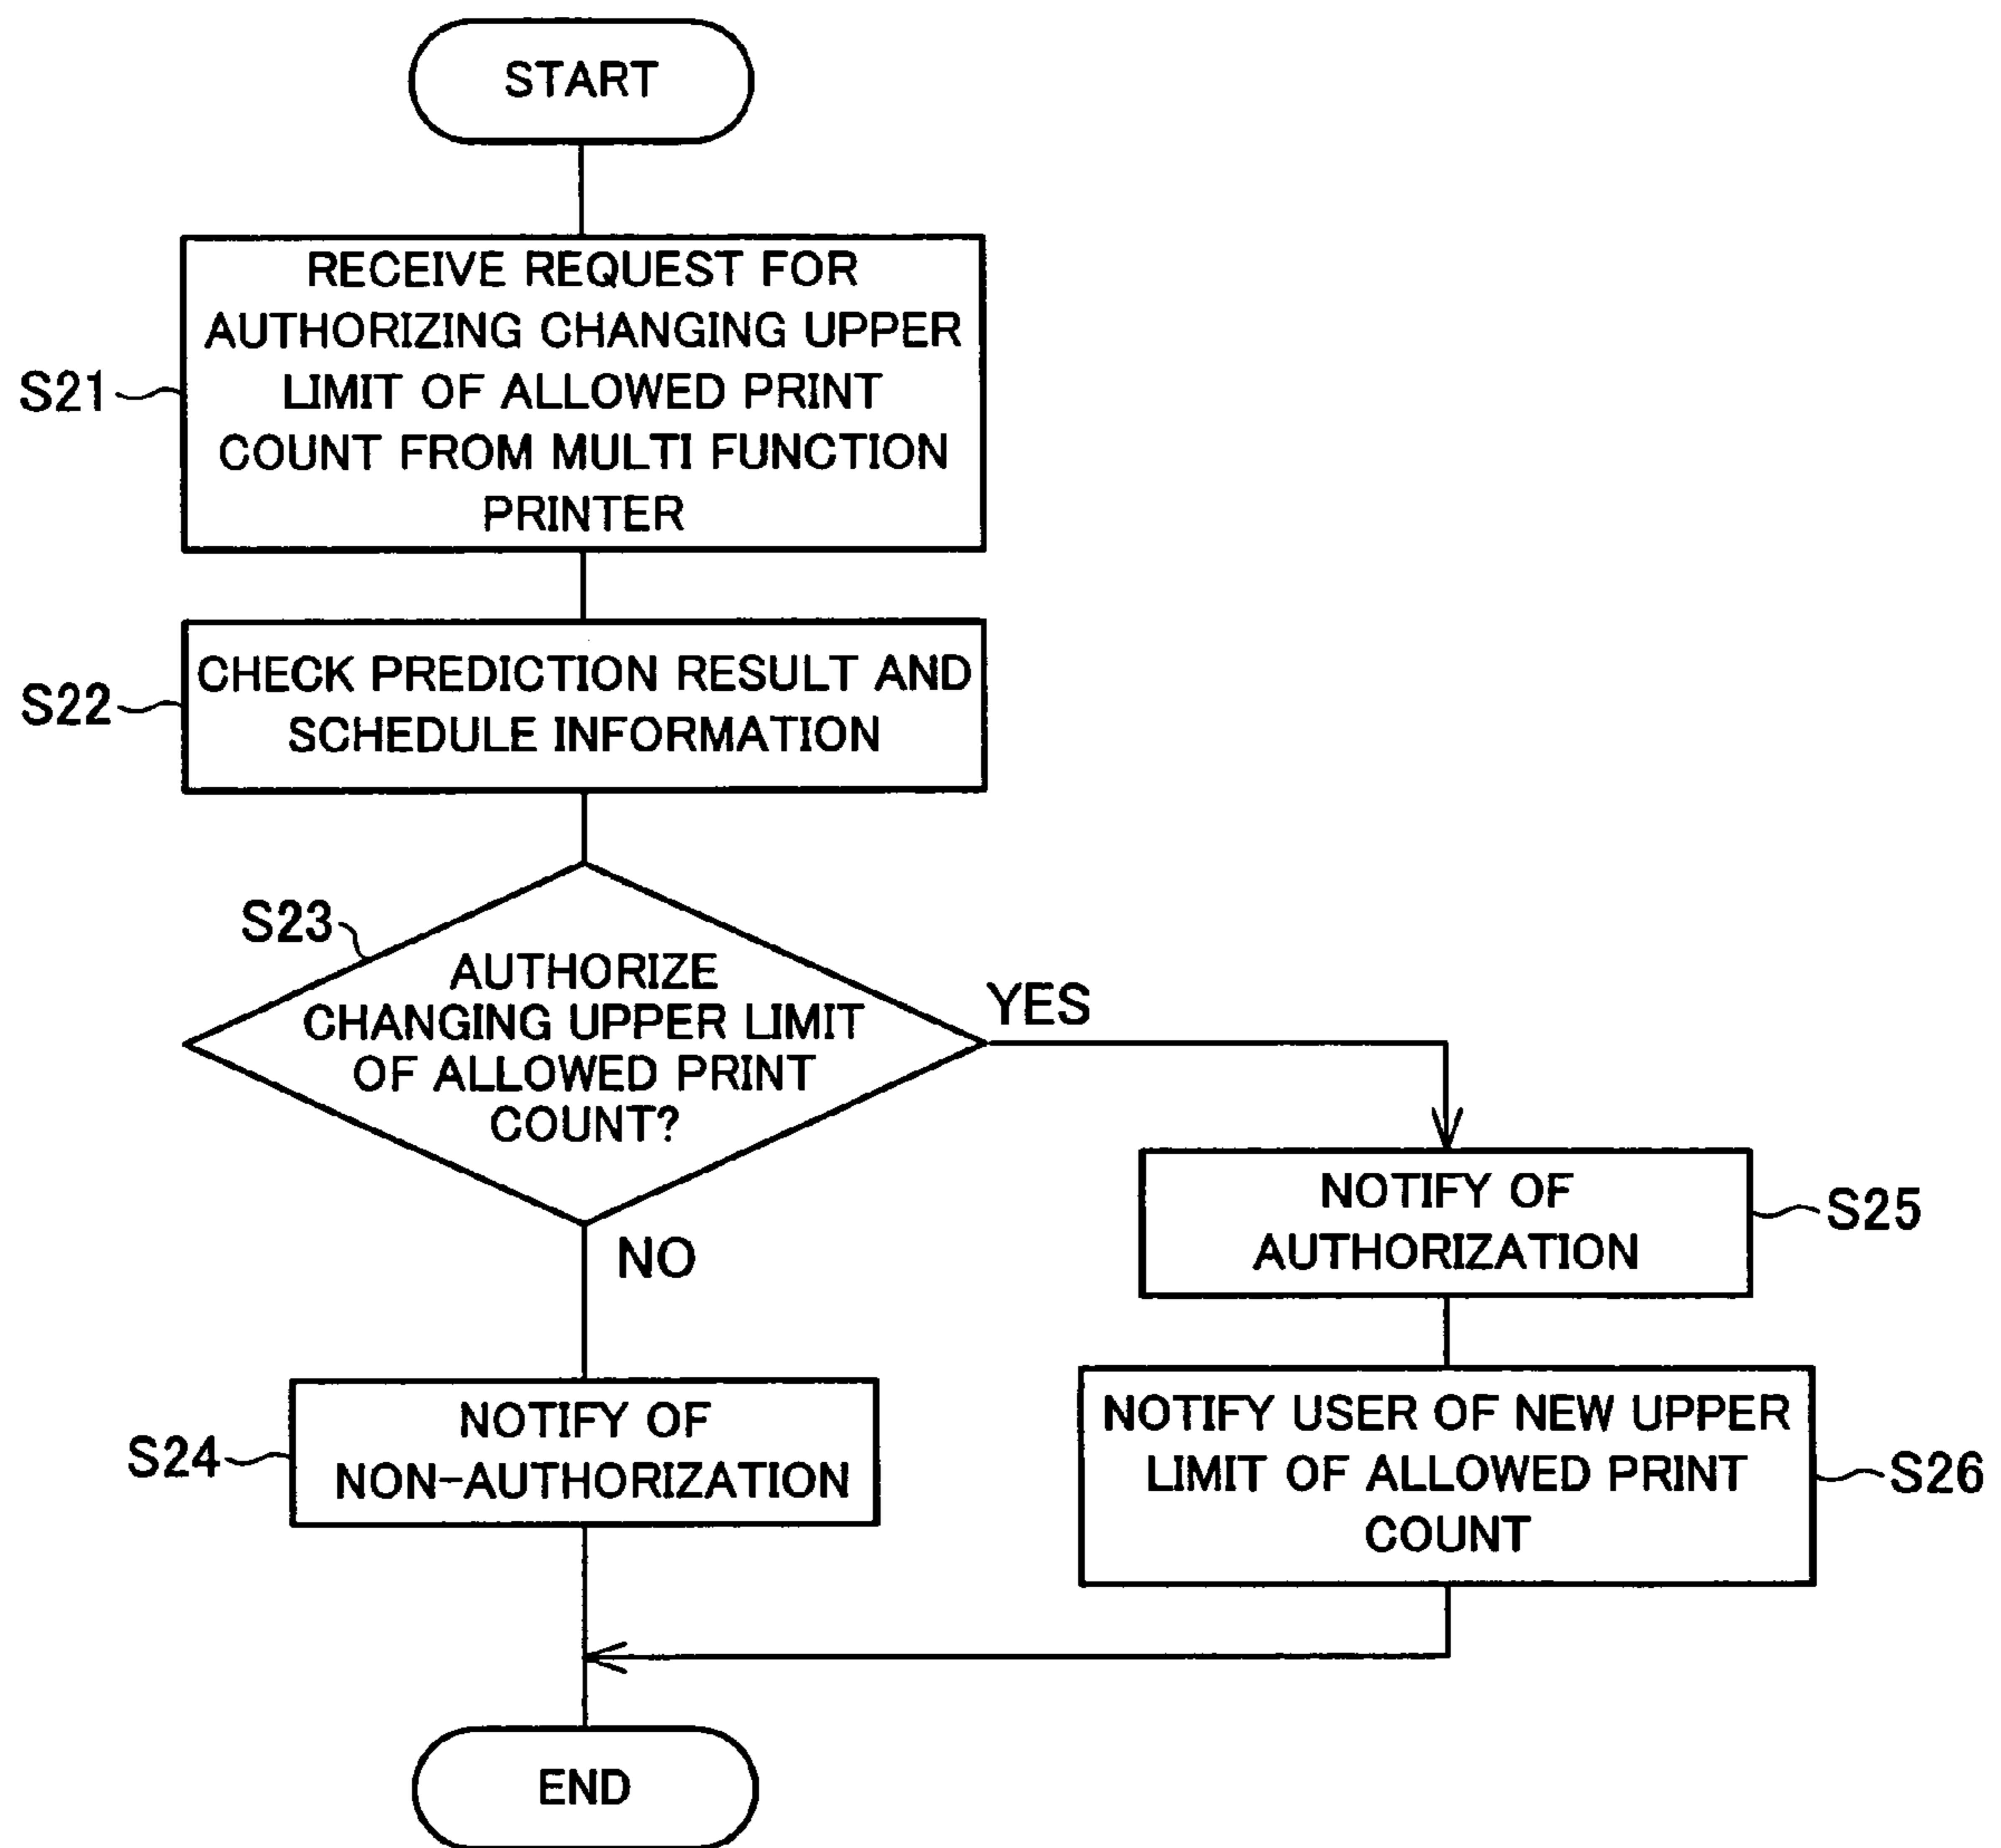 START
S21
RECEIVE REQUEST FOR
AUTHORIZING CHANGING UPPER
LIMIT OF ALLOWED PRINT
COUNT FROM MULTI FUNCTION
PRINTER
S22
CHECK PREDICTION RESULT AND
SCHEDULE INFORMATION
S23
AUTHORIZE
CHANGING UPPER LIMIT
OF ALLOWED PRINT
COUNT?
YES
NO
NOTIFY OF
AUTHORIZATION
S25
S24
NOTIFY OF
NON-AUTHORIZATION
NOTIFY USER OF NEW UPPER
LIMIT OF ALLOWED PRINT
COUNT
S26
END